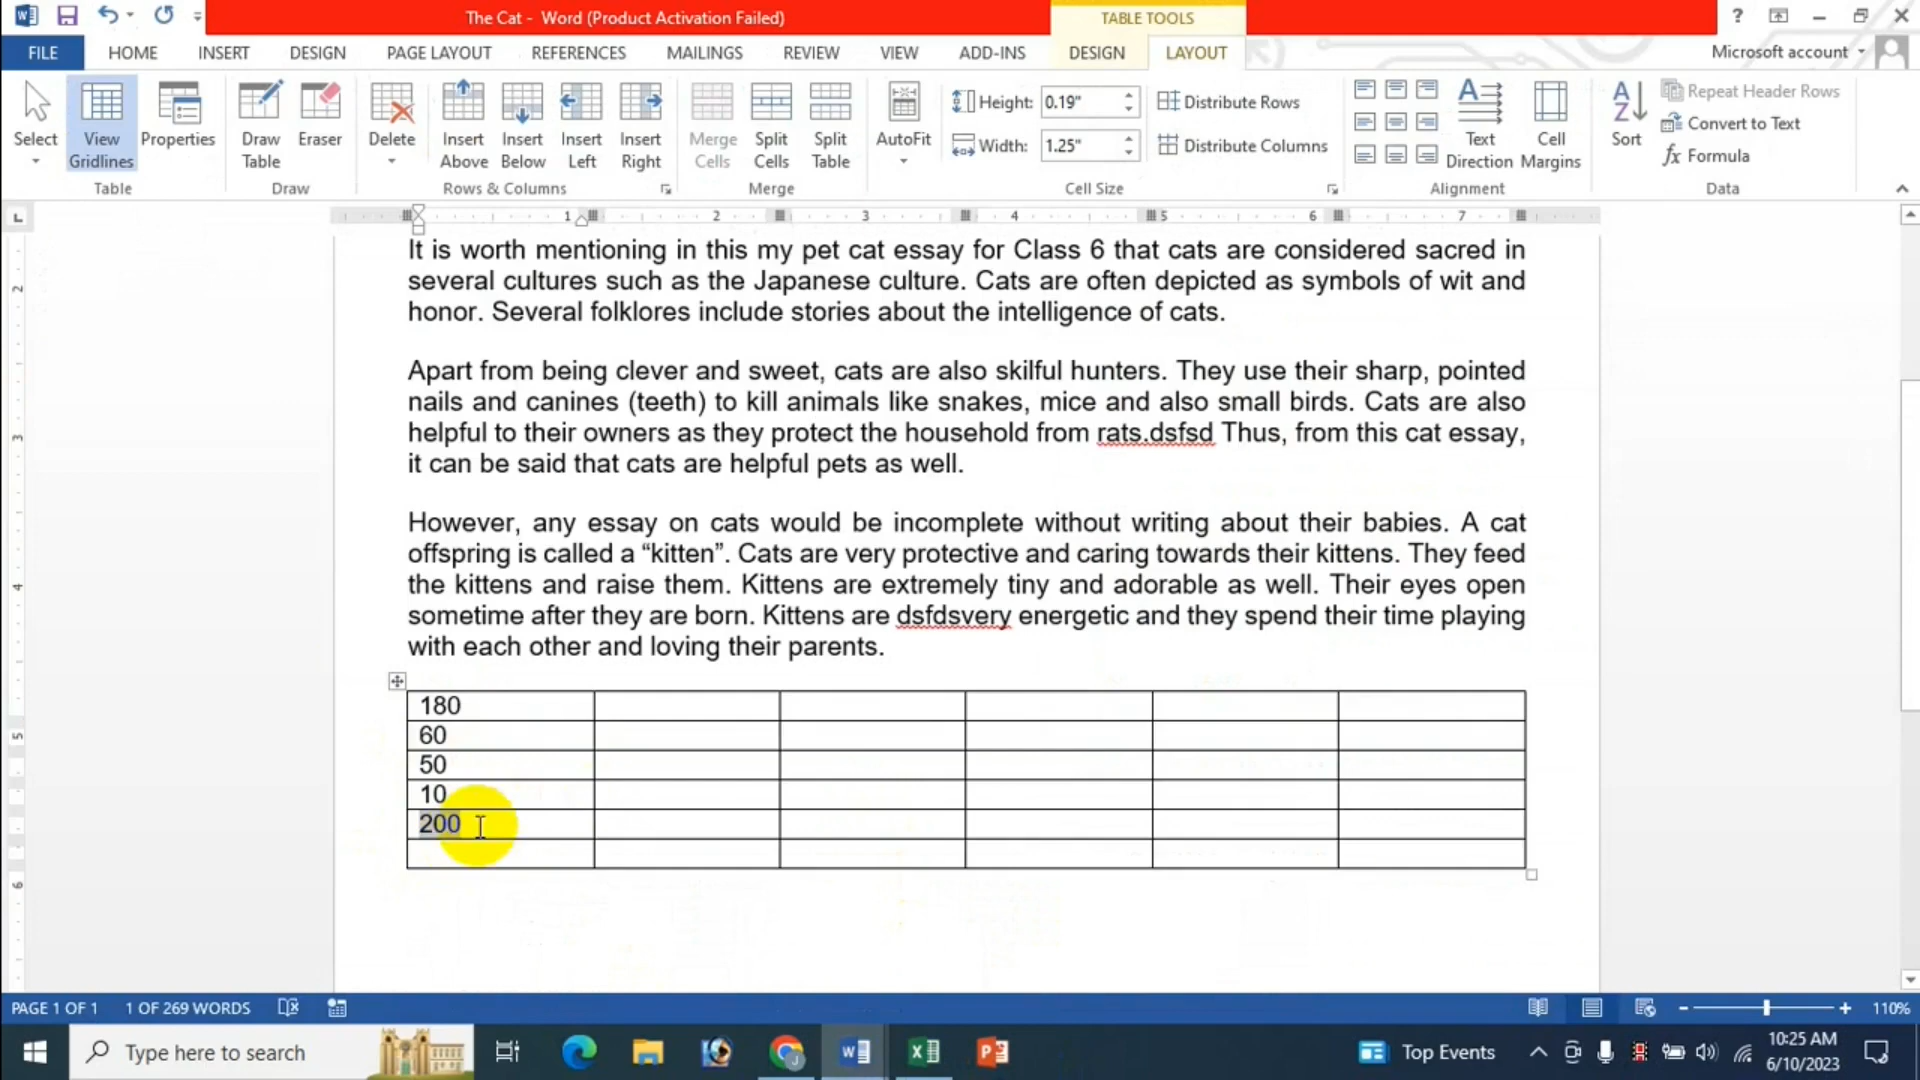 The Cat - Word (Product Activation Failed)
TABLE TOOLS
?
FILE HOME INSERT DESIGN PAGE LAYOUT REFERENCES MAILINGS REVIEW VIEW ADD-INS DESIGN LAYOUT Microsoft account
Select View Gridlines Properties Draw Table Eraser Delete Insert Above Insert Below Insert Left Insert Right Merge Cells Split Cells Split Table AutoFit
Height: 0.19" Distribute Rows
Width: 1.25" Distribute Columns
Text Direction Cell Margins Sort
Repeat Header Rows
Convert to Text
fx Formula
Table Draw Rows & Columns Merge Cell Size Alignment Data
1 2 3 4 5 6 7
It is worth mentioning in this my pet cat essay for Class 6 that cats are considered sacred in
several cultures such as the Japanese culture. Cats are often depicted as symbols of wit and
honor. Several folklores include stories about the intelligence of cats.
Apart from being clever and sweet, cats are also skilful hunters. They use their sharp, pointed
nails and canines (teeth) to kill animals like snakes, mice and also small birds. Cats are also
helpful to their owners as they protect the household from rats.dsfsd Thus, from this cat essay,
it can be said that cats are helpful pets as well.
However, any essay on cats would be incomplete without writing about their babies. A cat
offspring is called a “kitten”. Cats are very protective and caring towards their kittens. They feed
the kittens and raise them. Kittens are extremely tiny and adorable as well. Their eyes open
sometime after they are born. Kittens are dsfdsvery energetic and they spend their time playing
with each other and loving their parents.
180
60
50
10
200
2
3
4
5
6
PAGE 1 OF 1 1 OF 269 WORDS 110%
Type here to search
Top Events
10:25 AM
6/10/2023